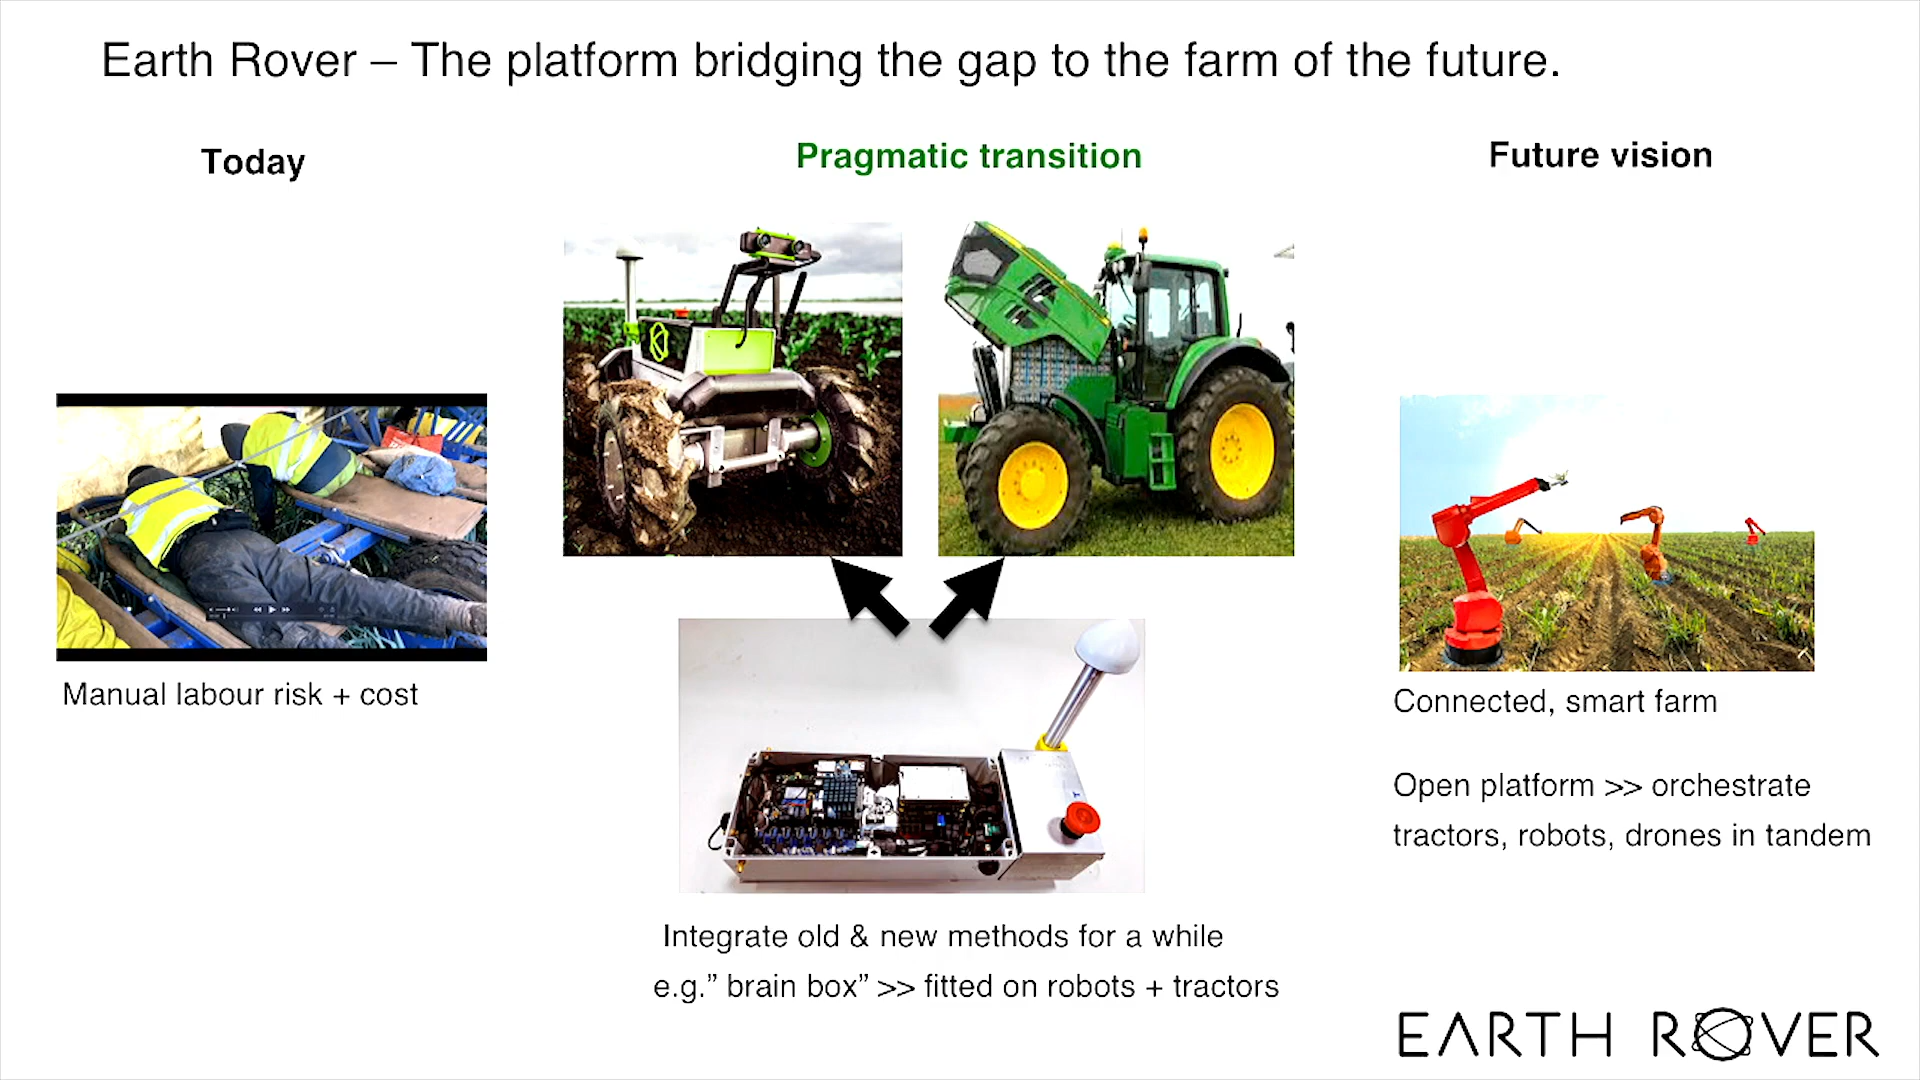 Earth Rover – The platform bridging the gap to the farm of the future.
Today
Pragmatic transition
Future vision
Manual labour risk + cost
Integrate old & new methods for a while
e.g.” brain box” >> fitted on robots + tractors
Connected, smart farm
Open platform >> orchestrate
tractors, robots, drones in tandem
EARTH ROVER